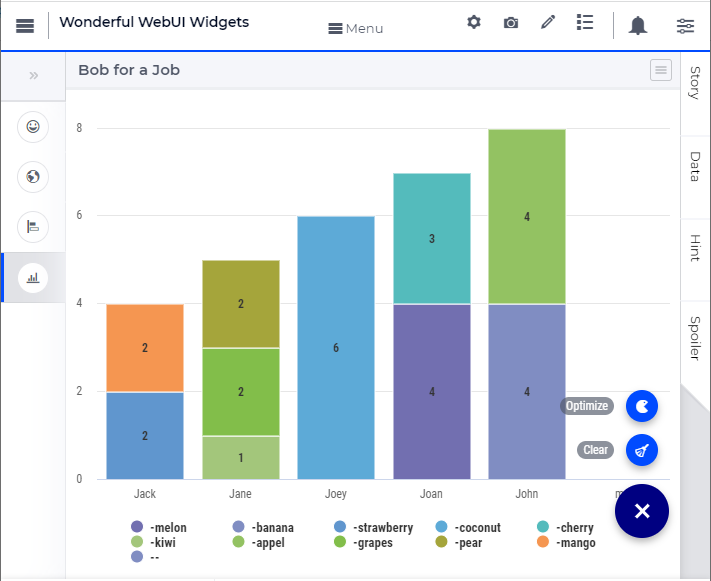 Wonderful WebUI Widgets
Menu
»
Bob for a Job
Story
Data
Hint
Spoiler
8
6
4
2
0
2
2
2
2
1
6
3
4
4
4
Optimize
Clear
Jack
Jane
Joey
Joan
John
-melon
-banana
-strawberry
-coconut
-cherry
-kiwi
-appel
-grapes
-pear
-mango
--